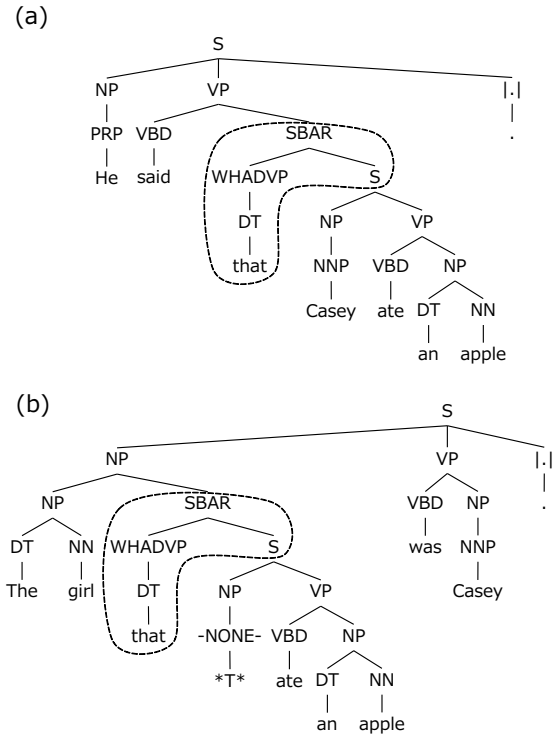 (a)
S
NP VP |.|
PRP VBD SBAR .
He said WHADVP S
DT NP VP
that NNP VBD NP
Casey ate DT NN
an apple
(b)
S
NP VP |.|
NP SBAR VBD NP .
DT NN WHADVP S was NNP
The girl DT NP VP Casey
that -NONE- VBD NP
*T* ate DT NN
an apple